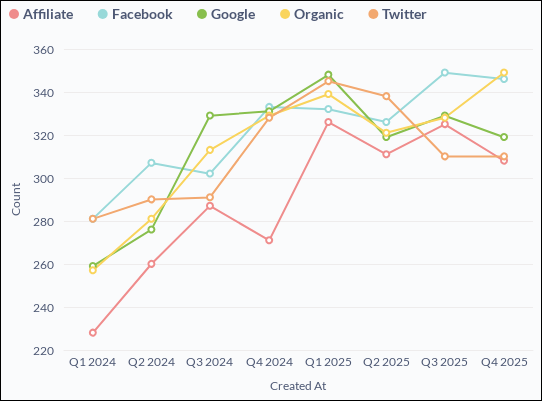 Affiliate Facebook Google Organic Twitter
360
340
320
300
280
260
240
220
Count
Q1 2024 Q2 2024 Q3 2024 Q4 2024 Q1 2025 Q2 2025 Q3 2025 Q4 2025
Created At